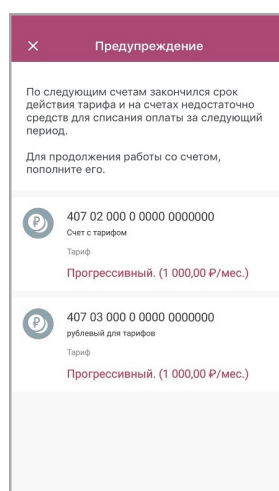 Предупреждение
По следующим счетам закончился срок
действия тарифа и на счетах недостаточно
средств для списания оплаты за следующий
период.
Для продолжения работы со счетом,
пополните его.
407 02 000 0 0000 0000000
Счет с тарифом
Тариф
Прогрессивный. (1 000,00 ₽/мес.)
407 03 000 0 0000 0000000
рублевый для тарифов
Тариф
Прогрессивный. (1 000,00 ₽/мес.)